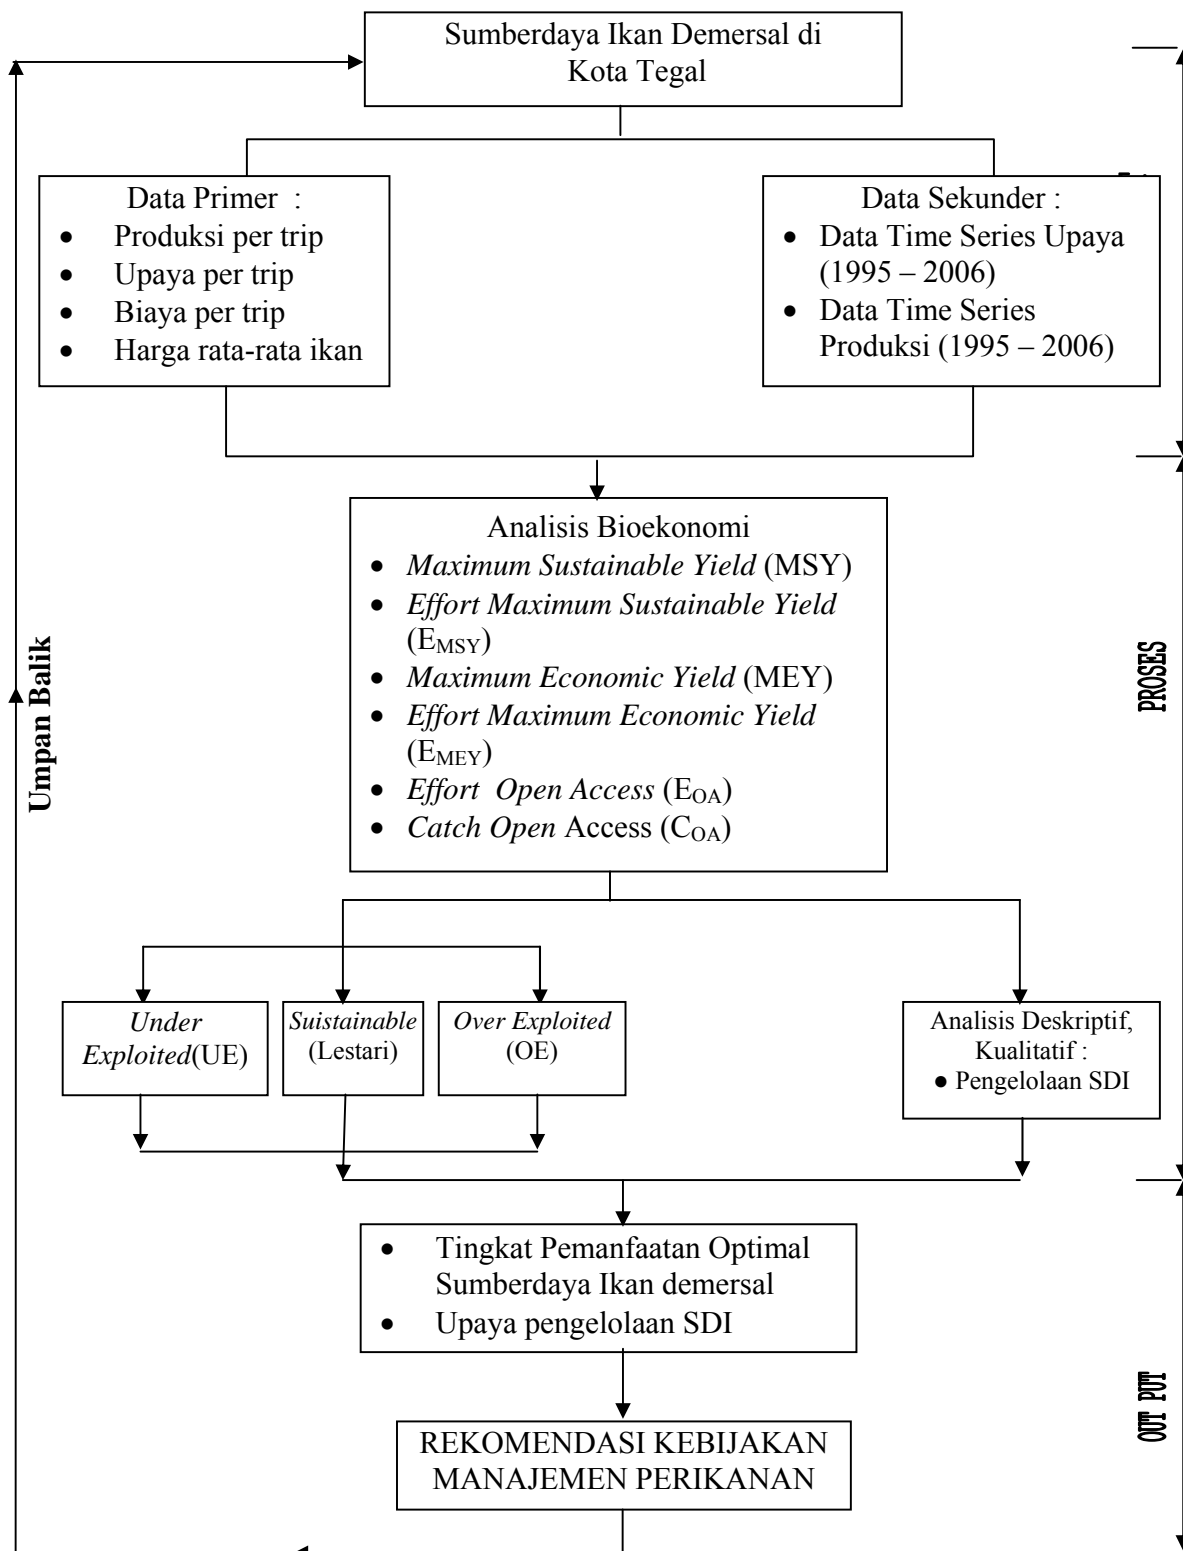 Sumberdaya Ikan Demersal di
Kota Tegal
Data Primer :
• Produksi per trip
• Upaya per trip
• Biaya per trip
• Harga rata-rata ikan
Data Sekunder :
• Data Time Series Upaya
(1995 – 2006)
• Data Time Series
Produksi (1995 – 2006)
Analisis Bioekonomi
• Maximum Sustainable Yield (MSY)
• Effort Maximum Sustainable Yield
(EMSY)
• Maximum Economic Yield (MEY)
• Effort Maximum Economic Yield
(EMEY)
• Effort Open Access (EOA)
• Catch Open Access (COA)
Umpan Balik
PROSES
Under
Exploited(UE)
Suistainable
(Lestari)
Over Exploited
(OE)
Analisis Deskriptif,
Kualitatif :
● Pengelolaan SDI
• Tingkat Pemanfaatan Optimal
Sumberdaya Ikan demersal
• Upaya pengelolaan SDI
OUT PUT
REKOMENDASI KEBIJAKAN
MANAJEMEN PERIKANAN